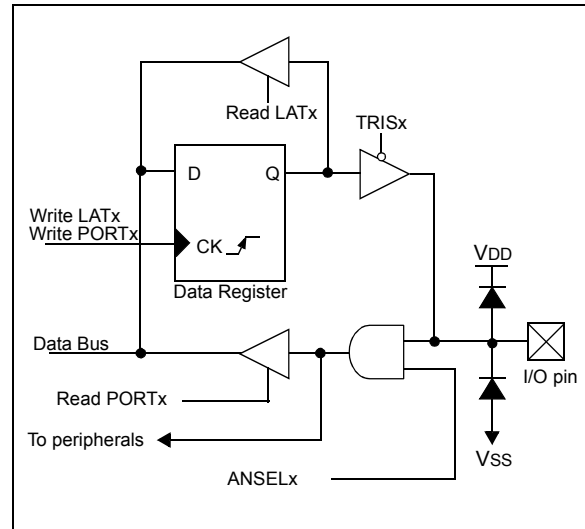 Read LATx
TRISx
D
Q
Write LATx
Write PORTx
CK
Data Register
VDD
Data Bus
I/O pin
Read PORTx
To peripherals
VSS
ANSELx